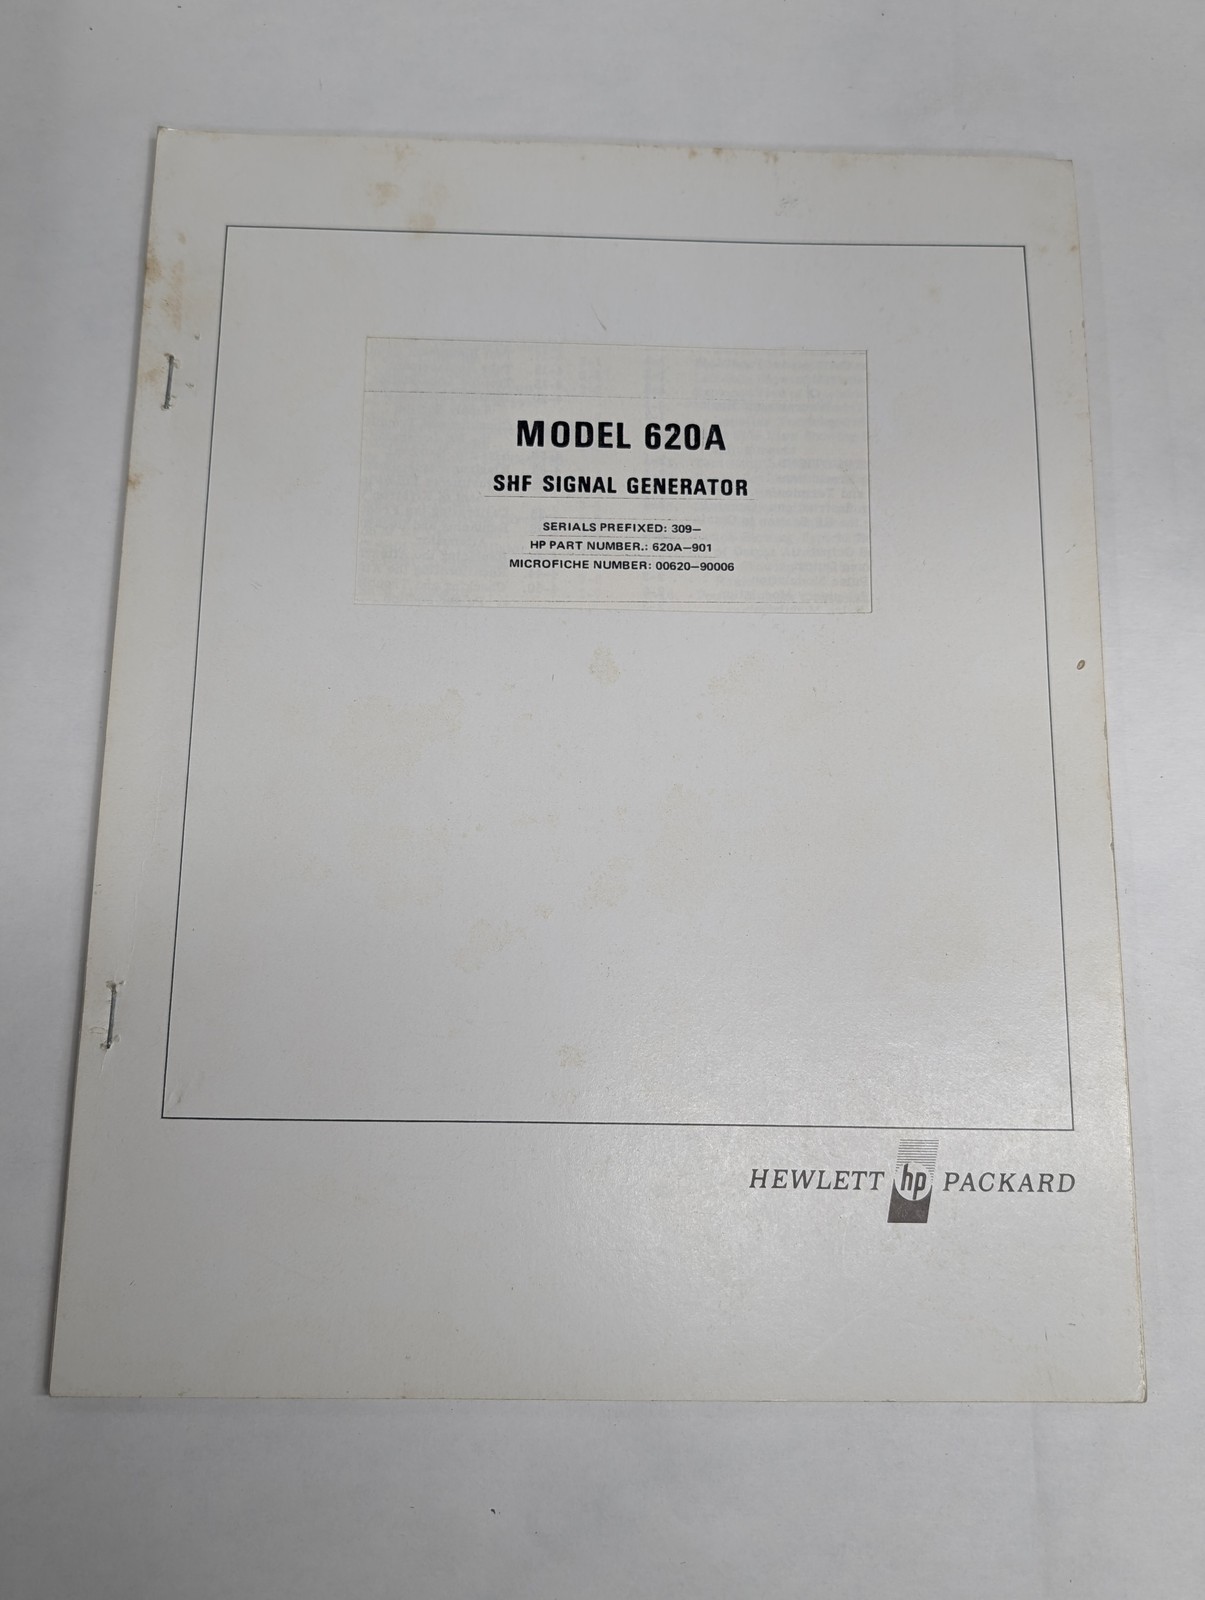 MODEL 620A
SHF SIGNAL GENERATOR
SERIALS PREFIXED: 309—
HP PART NUMBER.: 620A—901
MICROFICHE NUMBER: 00620—90006
HEWLETT hp PACKARD